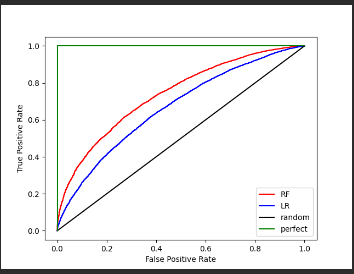 1.0
0.8
0.6
0.4
0.2
0.0
True Positive Rate
0.0 0.2 0.4 0.6 0.8 1.0
False Positive Rate
RF
LR
random
perfect